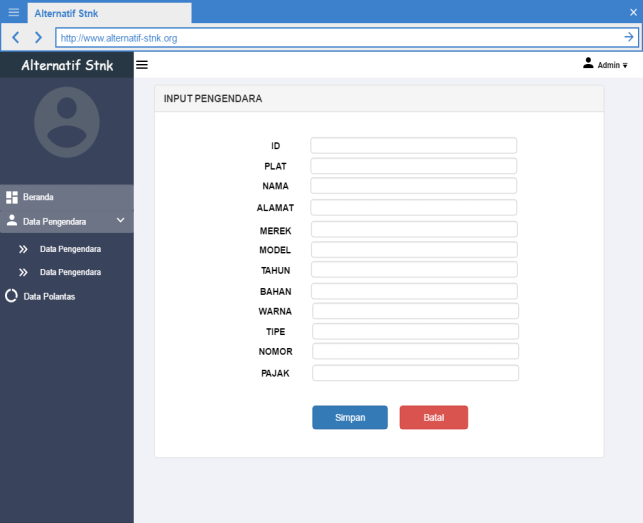 Alternatif Stnk
http://www.alternatif-stnk.org
Alternatif Stnk
Admin
INPUT PENGENDARA
ID
PLAT
NAMA
ALAMAT
MEREK
MODEL
TAHUN
BAHAN
WARNA
TIPE
NOMOR
PAJAK
Simpan Batal
Beranda
Data Pengendara
Data Pengendara
Data Pengendara
Data Polantas